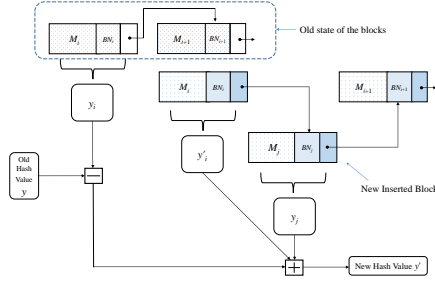 M_i BN_i M_{i+1} BN_{i+1} Old state of the blocks
M_i BN_i M_{i+1} BN_{i+1}
y_i
y'_i
M_j BN_j
Old
Hash
Value
y
New Inserted Block
y_j
New Hash Value y'